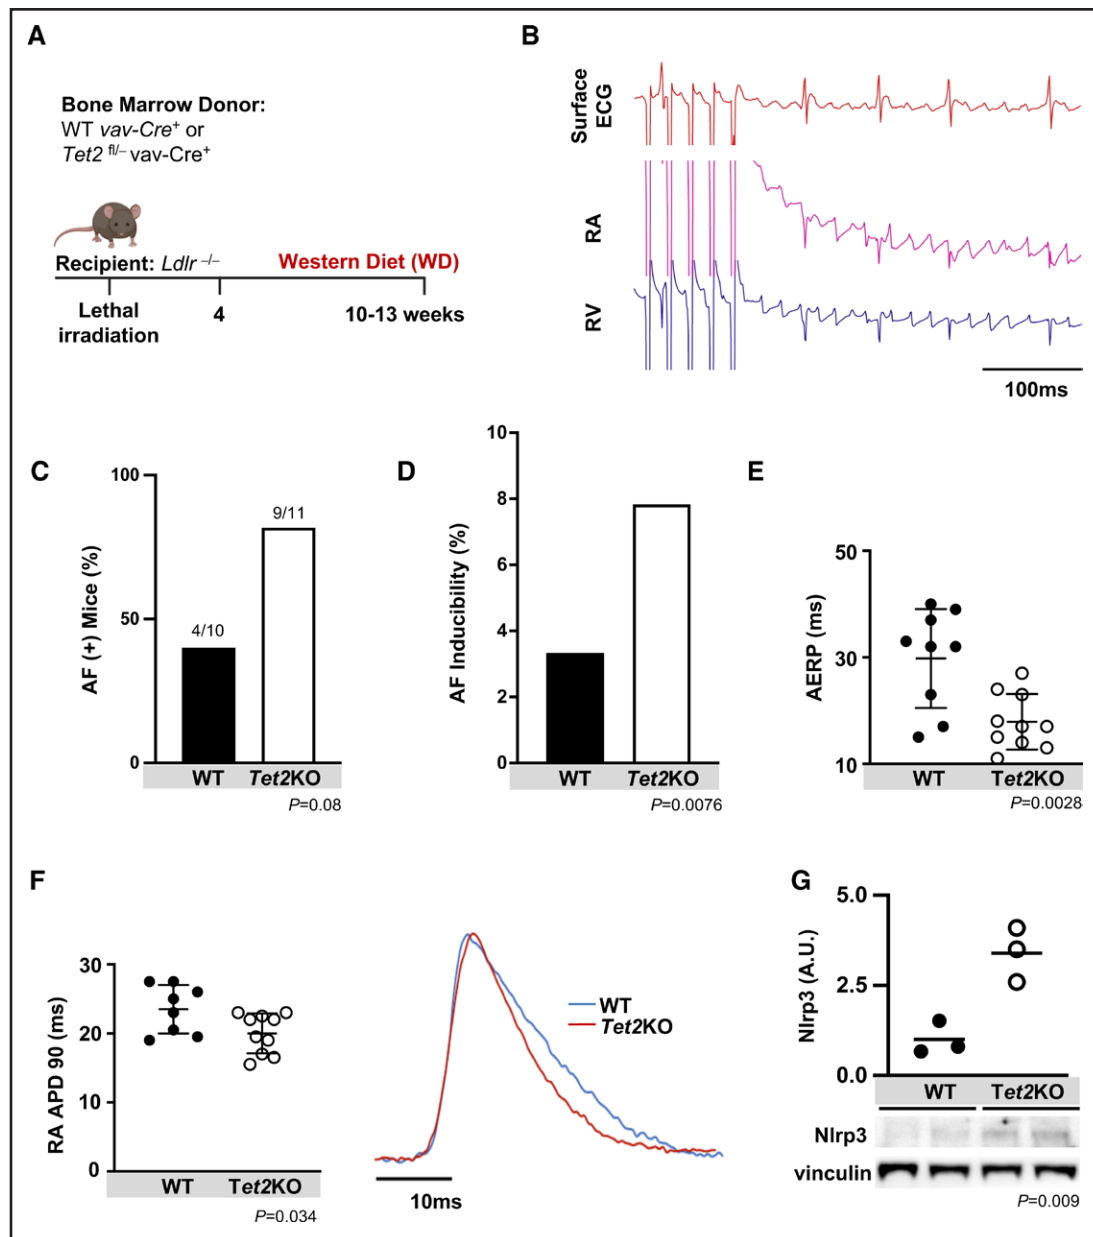 A
Bone Marrow Donor:
WT vav-Cre+ or
Tet2 fl/– vav-Cre+
Recipient: Ldlr –/–
Western Diet (WD)
Lethal
irradiation
4
10-13 weeks
B
Surface
ECG
RA
RV
100ms
C
AF (+) Mice (%)
100
50
0
4/10
9/11
WT
Tet2KO
P=0.08
D
AF Inducibility (%)
10
8
6
4
2
0
WT
Tet2KO
P=0.0076
E
AERP (ms)
50
30
10
WT
Tet2KO
P=0.0028
F
RA APD 90 (ms)
30
20
10
0
WT
Tet2KO
P=0.034
WT
Tet2KO
10ms
G
Nlrp3 (A.U.)
5.0
2.5
0.0
WT
Tet2KO
Nlrp3
vinculin
P=0.009